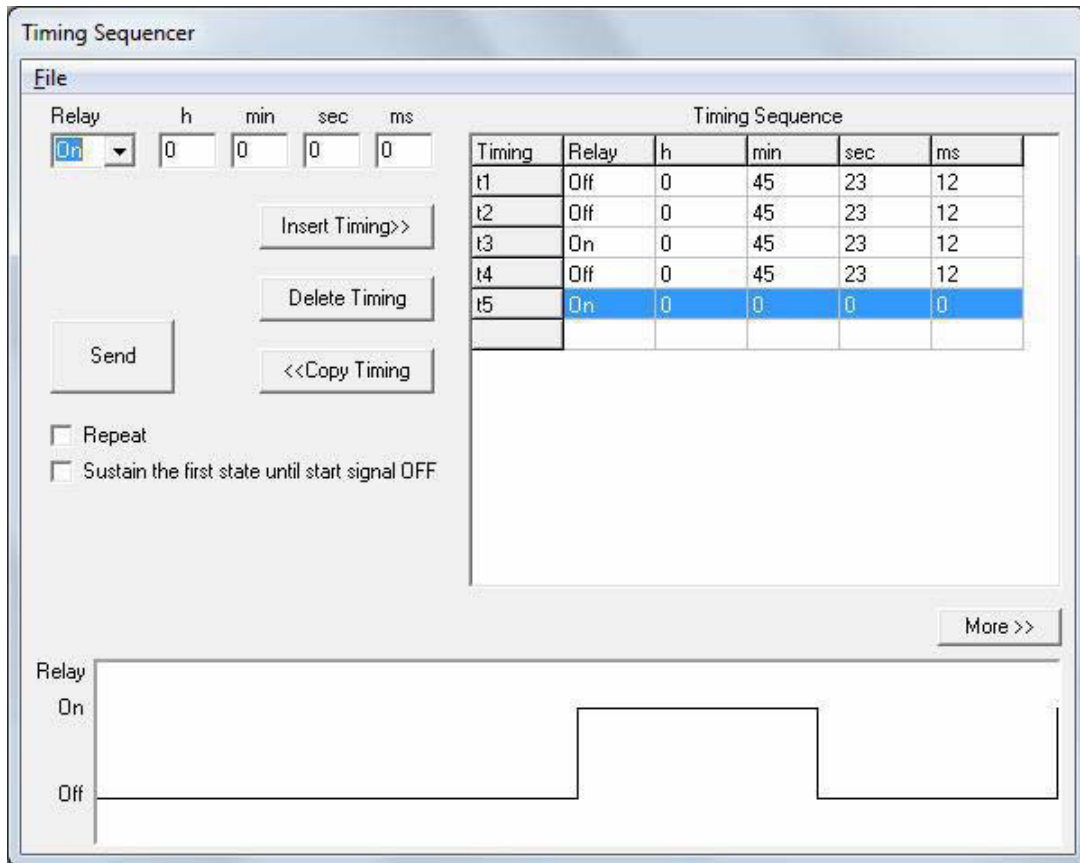 Timing Sequencer
File
Relay h min sec ms
On 0 0 0 0
Insert Timing>>
Delete Timing
Send
<<Copy Timing
Repeat
Sustain the first state until start signal OFF
Timing Sequence
Timing Relay h min sec ms
t1 Off 0 45 23 12
t2 Off 0 45 23 12
t3 On 0 45 23 12
t4 Off 0 45 23 12
t5 On 0 0 0 0
More >>
Relay
On
Off